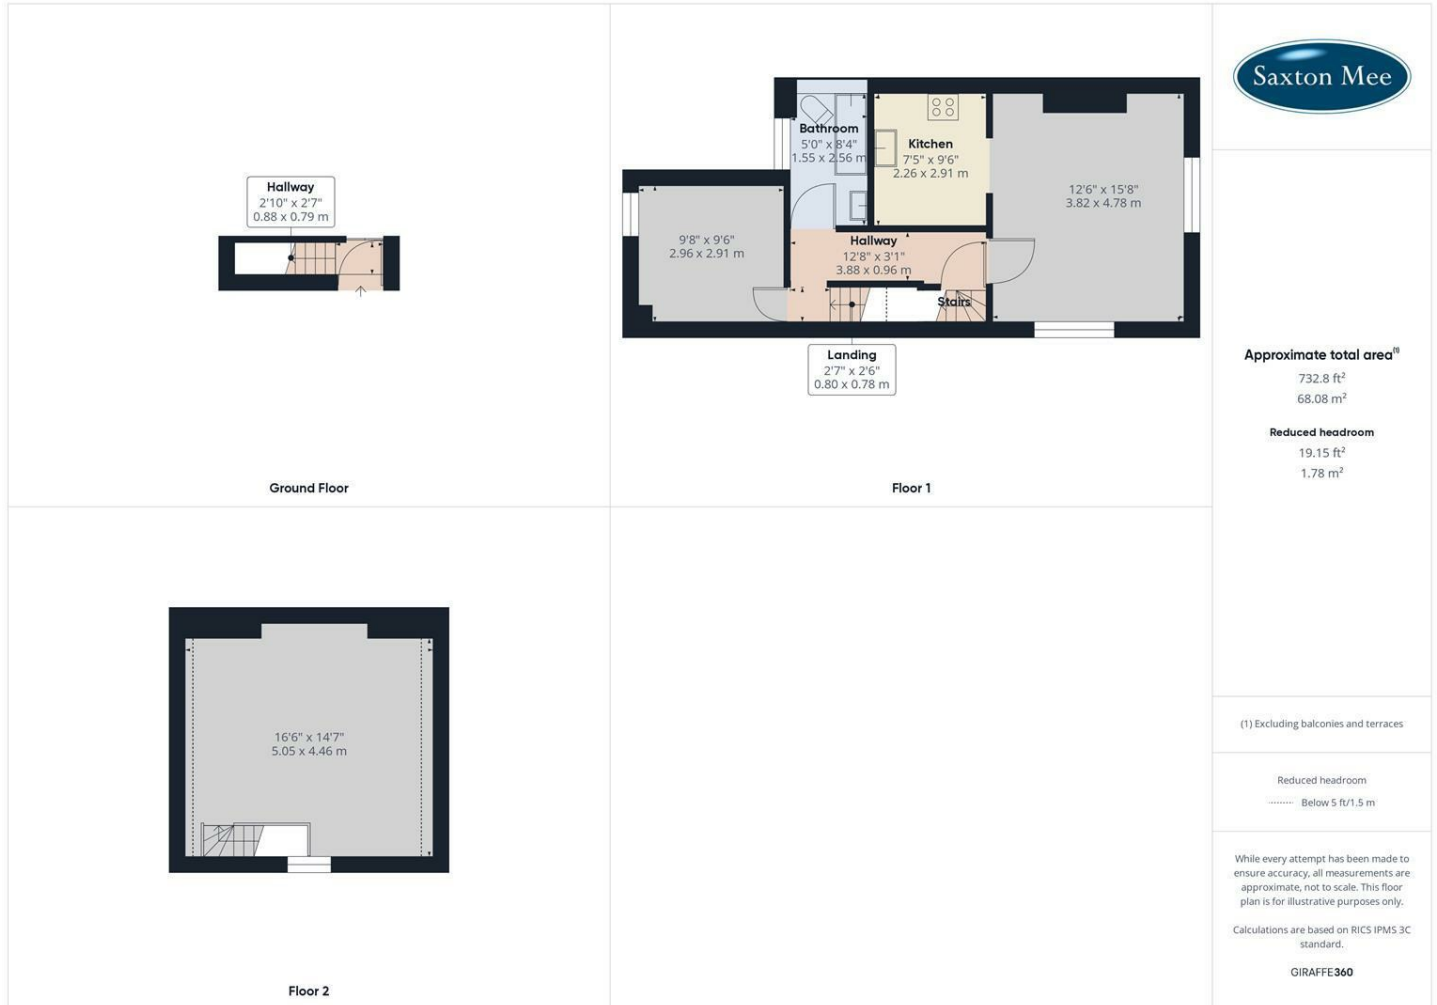 Hallway
2'10" x 2'7"
0.88 x 0.79 m
Ground Floor
Bathroom
5'0" x 8'4"
1.55 x 2.56 m
Kitchen
7'5" x 9'6"
2.26 x 2.91 m
12'6" x 15'8"
3.82 x 4.78 m
9'8" x 9'6"
2.96 x 2.91 m
Hallway
12'8" x 3'1"
3.88 x 0.96 m
Stairs
Landing
2'7" x 2'6"
0.80 x 0.78 m
Floor 1
16'6" x 14'7"
5.05 x 4.46 m
Floor 2
Saxton Mee
Approximate total area⁽¹⁾
732.8 ft²
68.08 m²
Reduced headroom
19.15 ft²
1.78 m²
(1) Excluding balconies and terraces
Reduced headroom
Below 5 ft/1.5 m
While every attempt has been made to
ensure accuracy, all measurements are
approximate, not to scale. This floor
plan is for illustrative purposes only.
Calculations are based on RICS IPMS 3C
standard.
GIRAFFE360